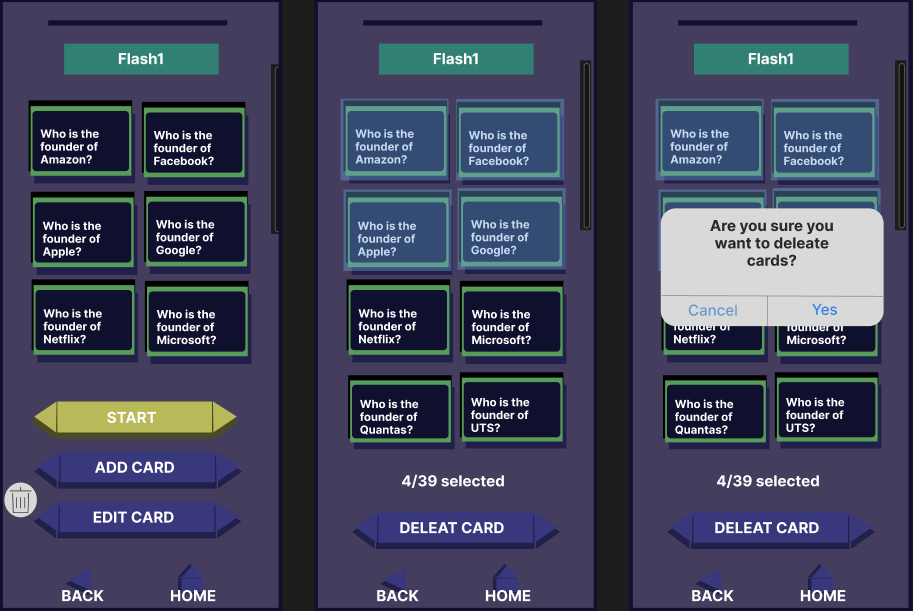 Flash1
Who is the
founder of
Amazon?
Who is the
founder of
Facebook?
Who is the
founder of
Apple?
Who is the
founder of
Google?
Who is the
founder of
Netflix?
Who is the
founder of
Microsoft?
START
ADD CARD
EDIT CARD
BACK
HOME
Flash1
Who is the
founder of
Amazon?
Who is the
founder of
Facebook?
Who is the
founder of
Apple?
Who is the
founder of
Google?
Who is the
founder of
Netflix?
Who is the
founder of
Microsoft?
Who is the
founder of
Quantas?
Who is the
founder of
UTS?
4/39 selected
DELEAT CARD
BACK
HOME
Flash1
Who is the
founder of
Amazon?
Who is the
founder of
Facebook?
Are you sure you
want to deleate
cards?
Cancel
Yes
founder of
Netflix?
founder of
Microsoft?
Who is the
founder of
Quantas?
Who is the
founder of
UTS?
4/39 selected
DELEAT CARD
BACK
HOME